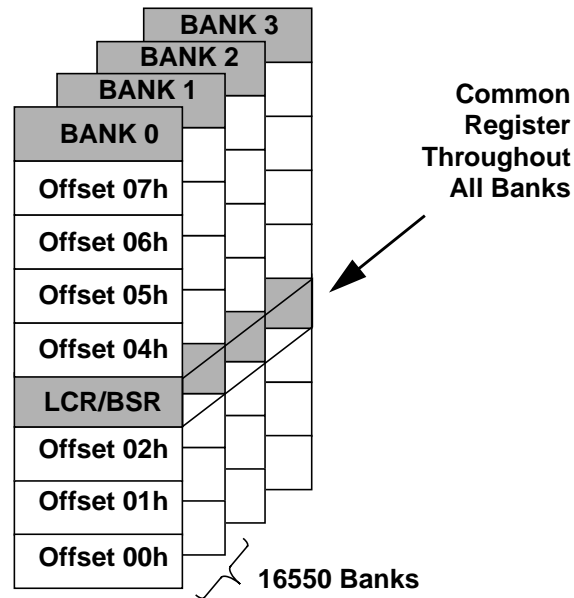 BANK 3
BANK 2
BANK 1
BANK 0
Common
Register
Throughout
All Banks
Offset 07h
Offset 06h
Offset 05h
Offset 04h
LCR/BSR
Offset 02h
Offset 01h
Offset 00h
16550 Banks